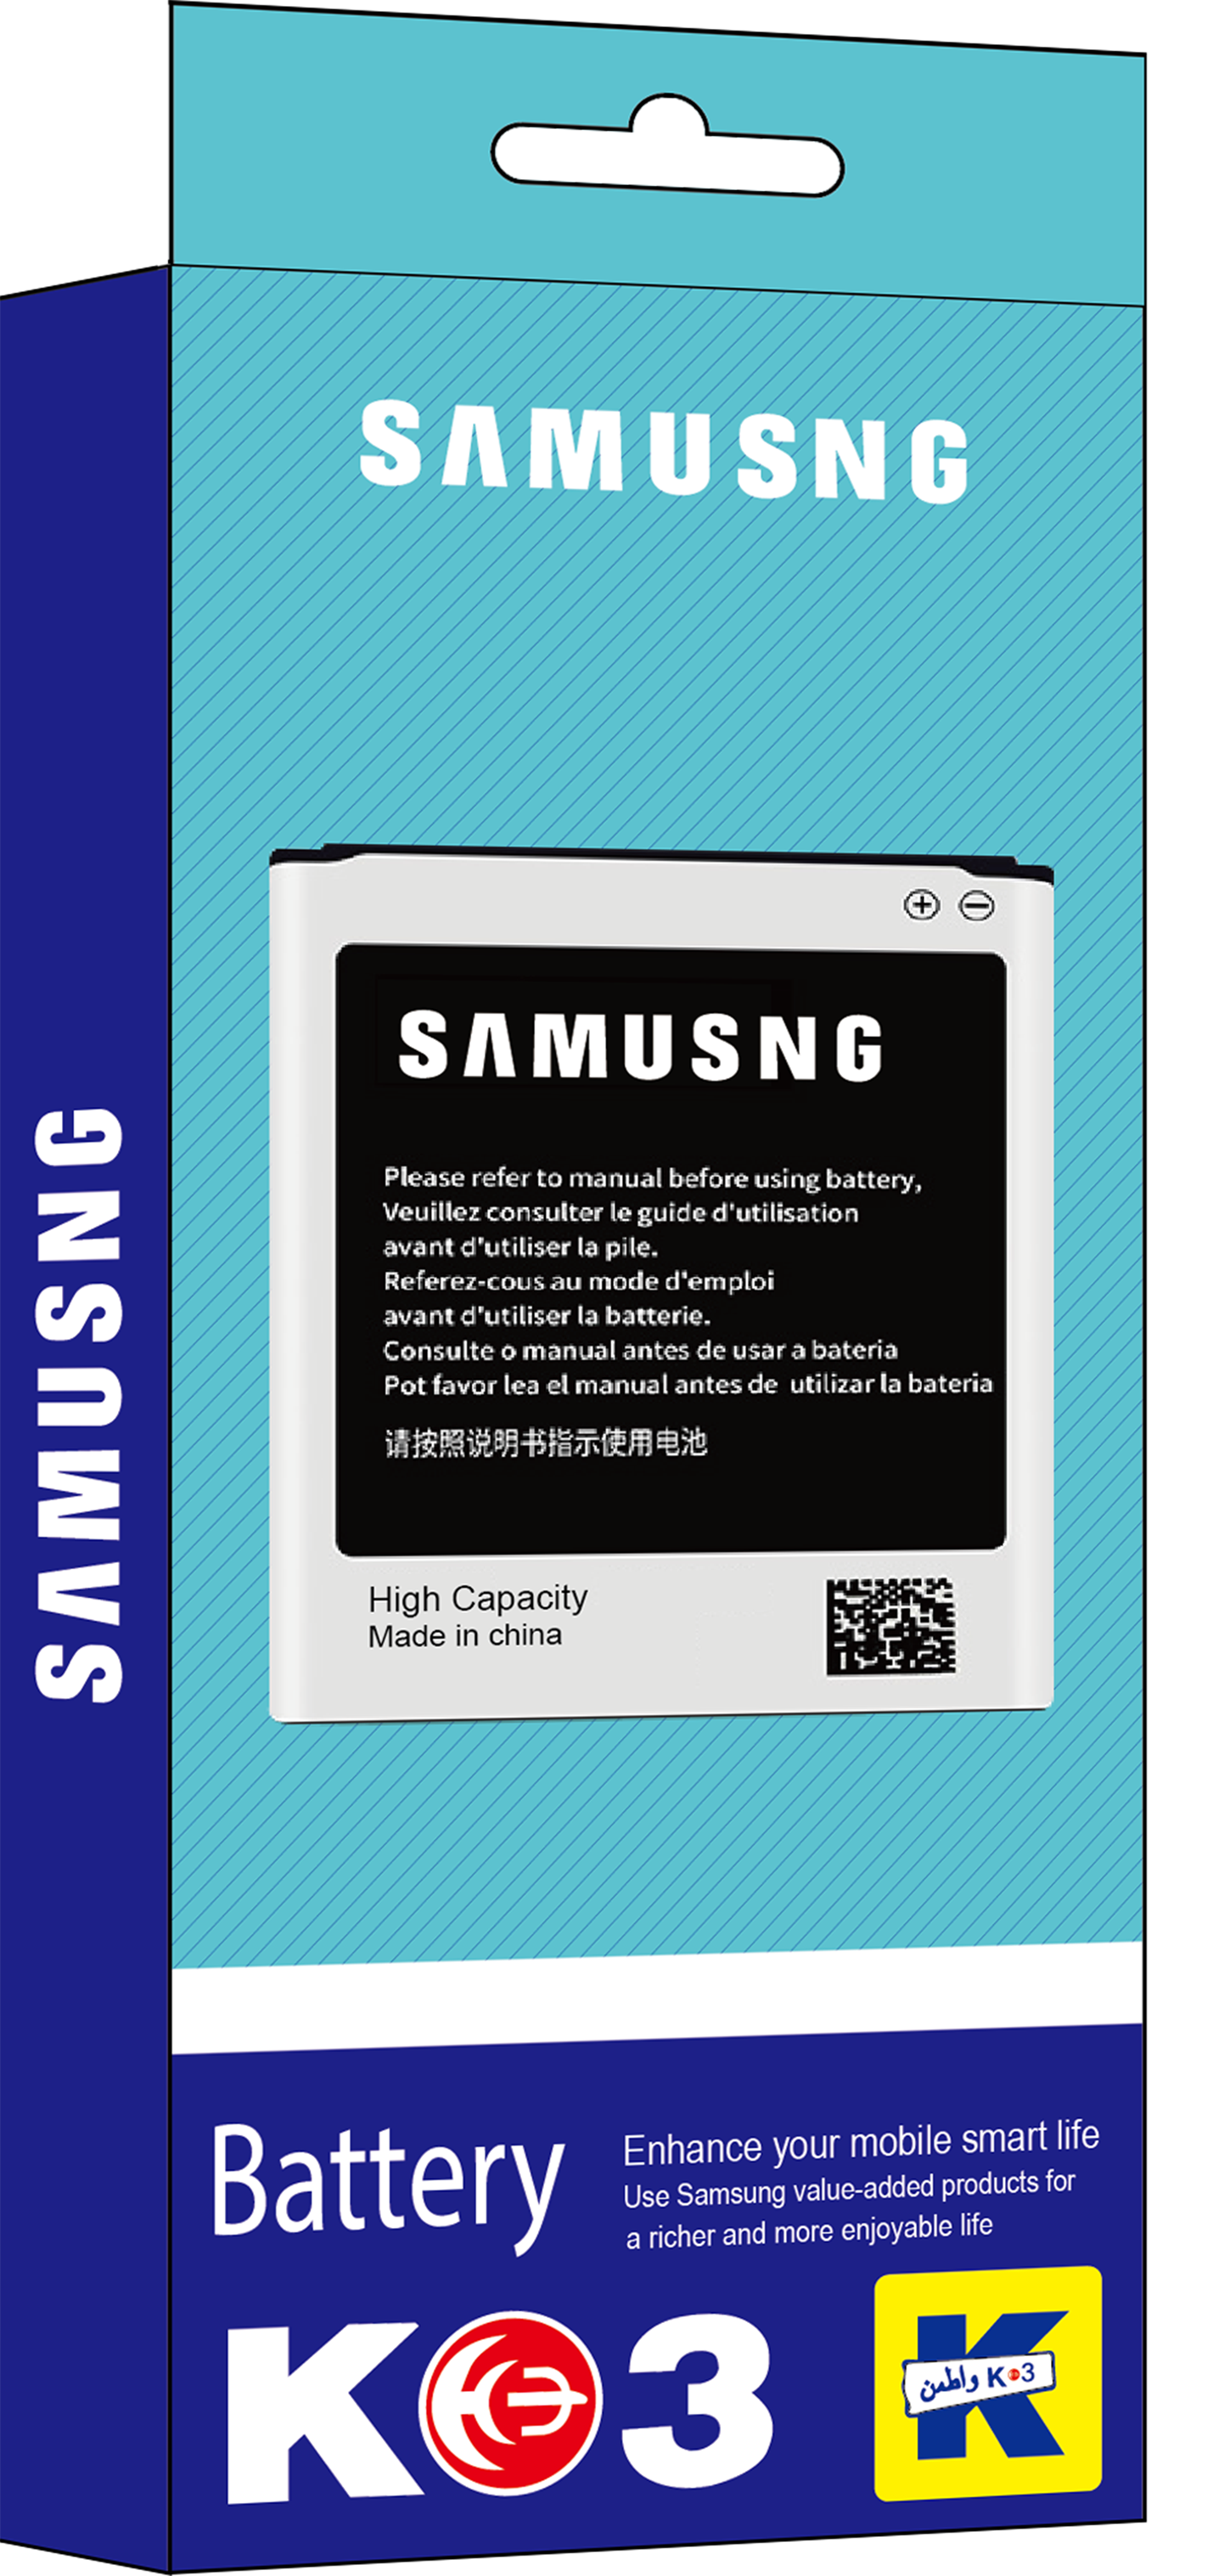 SAMUSNG
SAMUSNG
SAMUSNG
Please refer to manual before using battery,
Veuillez consulter le guide d'utilisation
avant d'utiliser la pile.
Referez-cous au mode d'emploi
avant d'utiliser la batterie.
Consulte o manual antes de usar a bateria
Pot favor lea el manual antes de utilizar la bateria
请按照说明书指示使用电池
High Capacity
Made in china
Battery
Enhance your mobile smart life
Use Samsung value-added products for
a richer and more enjoyable life
K 3
K
واطمن K•3